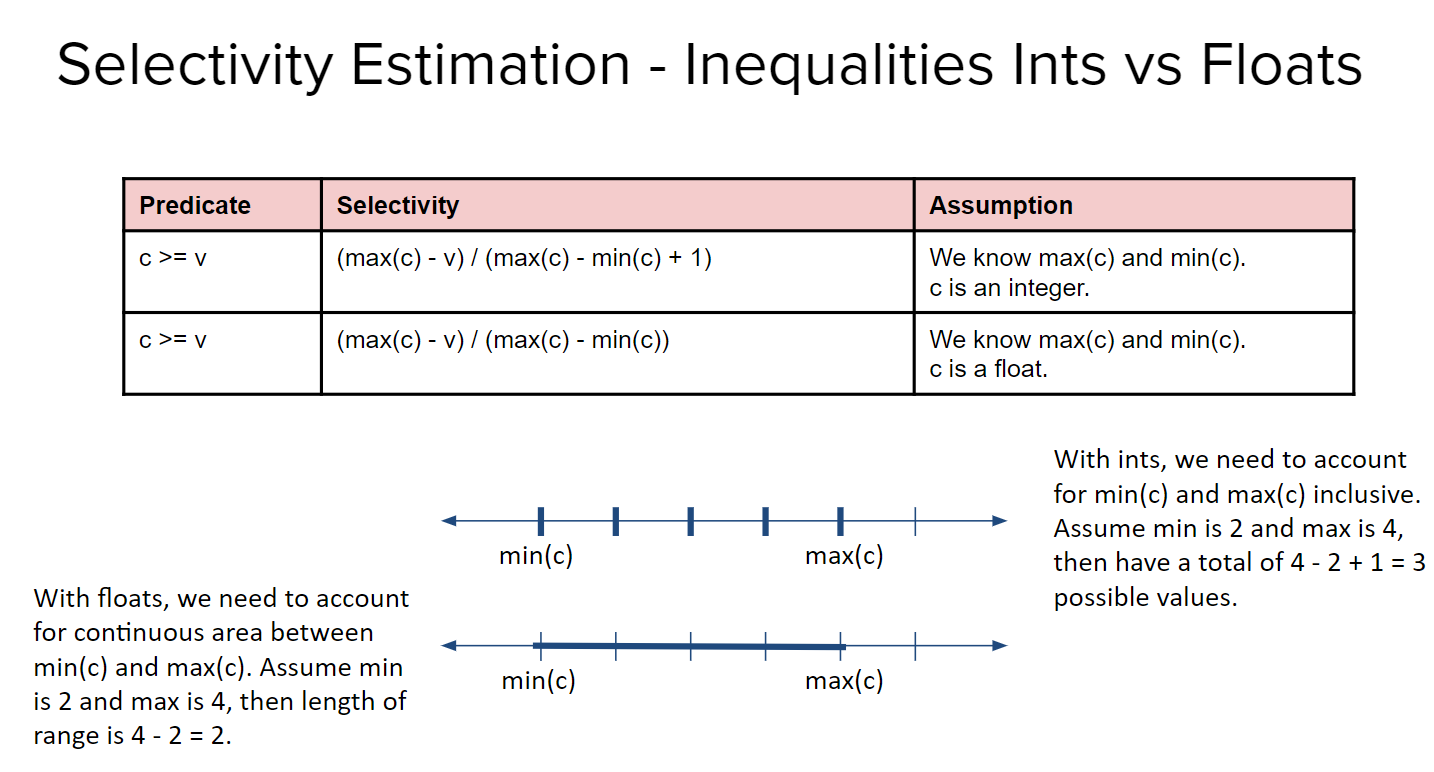 Selectivity Estimation - Inequalities Ints vs Floats
Predicate Selectivity Assumption
c >= v (max(c) - v) / (max(c) - min(c) + 1) We know max(c) and min(c).
c is an integer.
c >= v (max(c) - v) / (max(c) - min(c)) We know max(c) and min(c).
c is a float.
With ints, we need to account
for min(c) and max(c) inclusive.
Assume min is 2 and max is 4,
then have a total of 4 - 2 + 1 = 3
possible values.
min(c) max(c)
With floats, we need to account
for continuous area between
min(c) and max(c). Assume min
is 2 and max is 4, then length of
range is 4 - 2 = 2.
min(c) max(c)